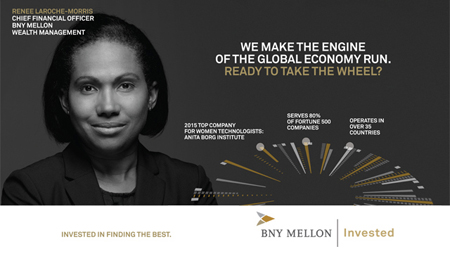 RENEE LAROCHE-MORRIS
CHIEF FINANCIAL OFFICER
BNY MELLON
WEALTH MANAGEMENT
WE MAKE THE ENGINE
OF THE GLOBAL ECONOMY RUN.
READY TO TAKE THE WHEEL?
2015 TOP COMPANY
FOR WOMEN TECHNOLOGISTS:
ANITA BORG INSTITUTE
SERVES 80%
OF FORTUNE 500
COMPANIES
OPERATES IN
OVER 35
COUNTRIES
INVESTED IN FINDING THE BEST.
BNY MELLON
Invested